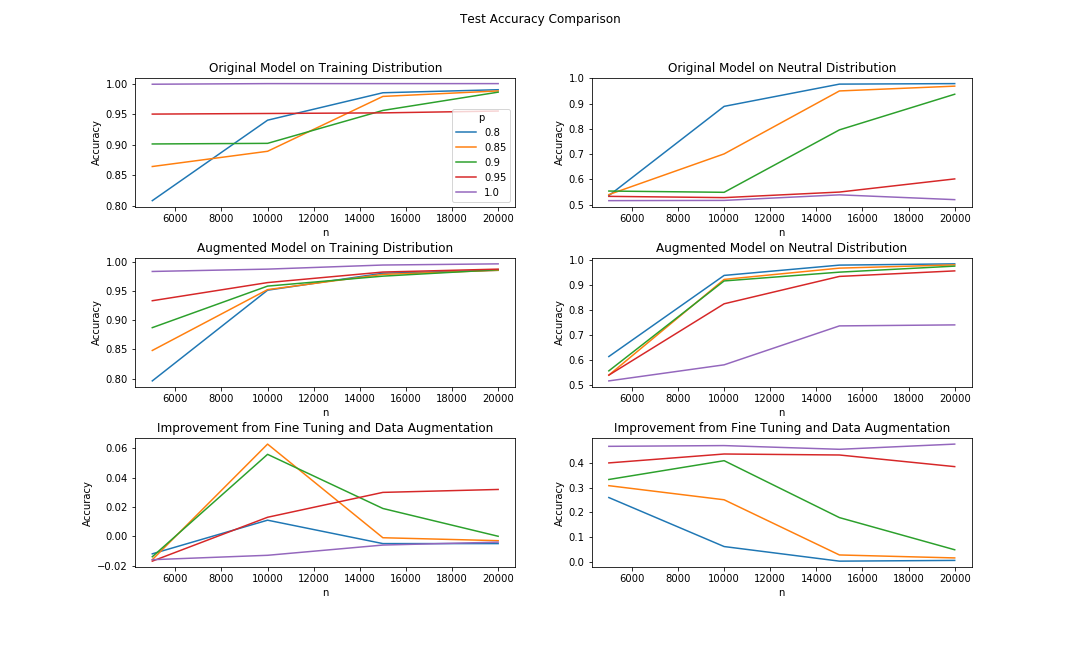 Test Accuracy Comparison
Original Model on Training Distribution
Accuracy
1.00
0.95
0.90
0.85
0.80
6000 8000 10000 12000 14000 16000 18000 20000
n
p
0.8
0.85
0.9
0.95
1.0
Original Model on Neutral Distribution
Accuracy
1.0
0.9
0.8
0.7
0.6
0.5
6000 8000 10000 12000 14000 16000 18000 20000
n
Augmented Model on Training Distribution
Accuracy
1.00
0.95
0.90
0.85
0.80
6000 8000 10000 12000 14000 16000 18000 20000
n
Augmented Model on Neutral Distribution
Accuracy
1.0
0.9
0.8
0.7
0.6
0.5
6000 8000 10000 12000 14000 16000 18000 20000
n
Improvement from Fine Tuning and Data Augmentation
Accuracy
0.06
0.04
0.02
0.00
−0.02
6000 8000 10000 12000 14000 16000 18000 20000
n
Improvement from Fine Tuning and Data Augmentation
Accuracy
0.4
0.3
0.2
0.1
0.0
6000 8000 10000 12000 14000 16000 18000 20000
n